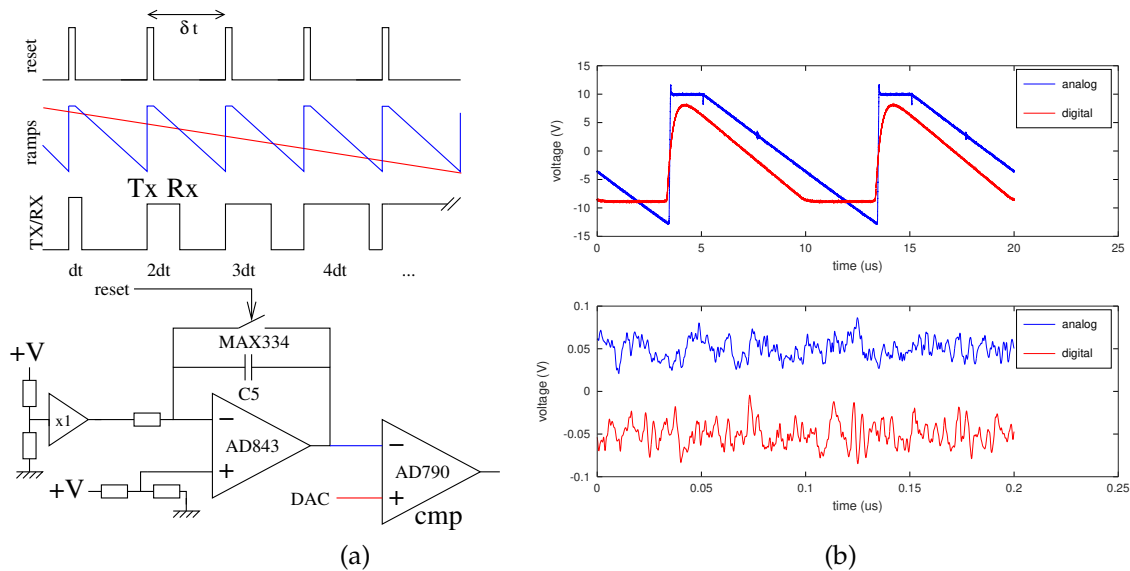 δ t
reset
ramps
Tx Rx
TX/RX
dt 2dt 3dt 4dt ...
reset
MAX334
+V
C5
x1
−
AD843
+
+V
−
AD790
DAC
+
cmp
(a)
15
10
5
0
-5
-10
-15
0 5 10 15 20 25
voltage (V)
time (us)
analog
digital
0.1
0.05
0
-0.05
-0.1
0 0.05 0.1 0.15 0.2 0.25
voltage (V)
time (us)
analog
digital
(b)